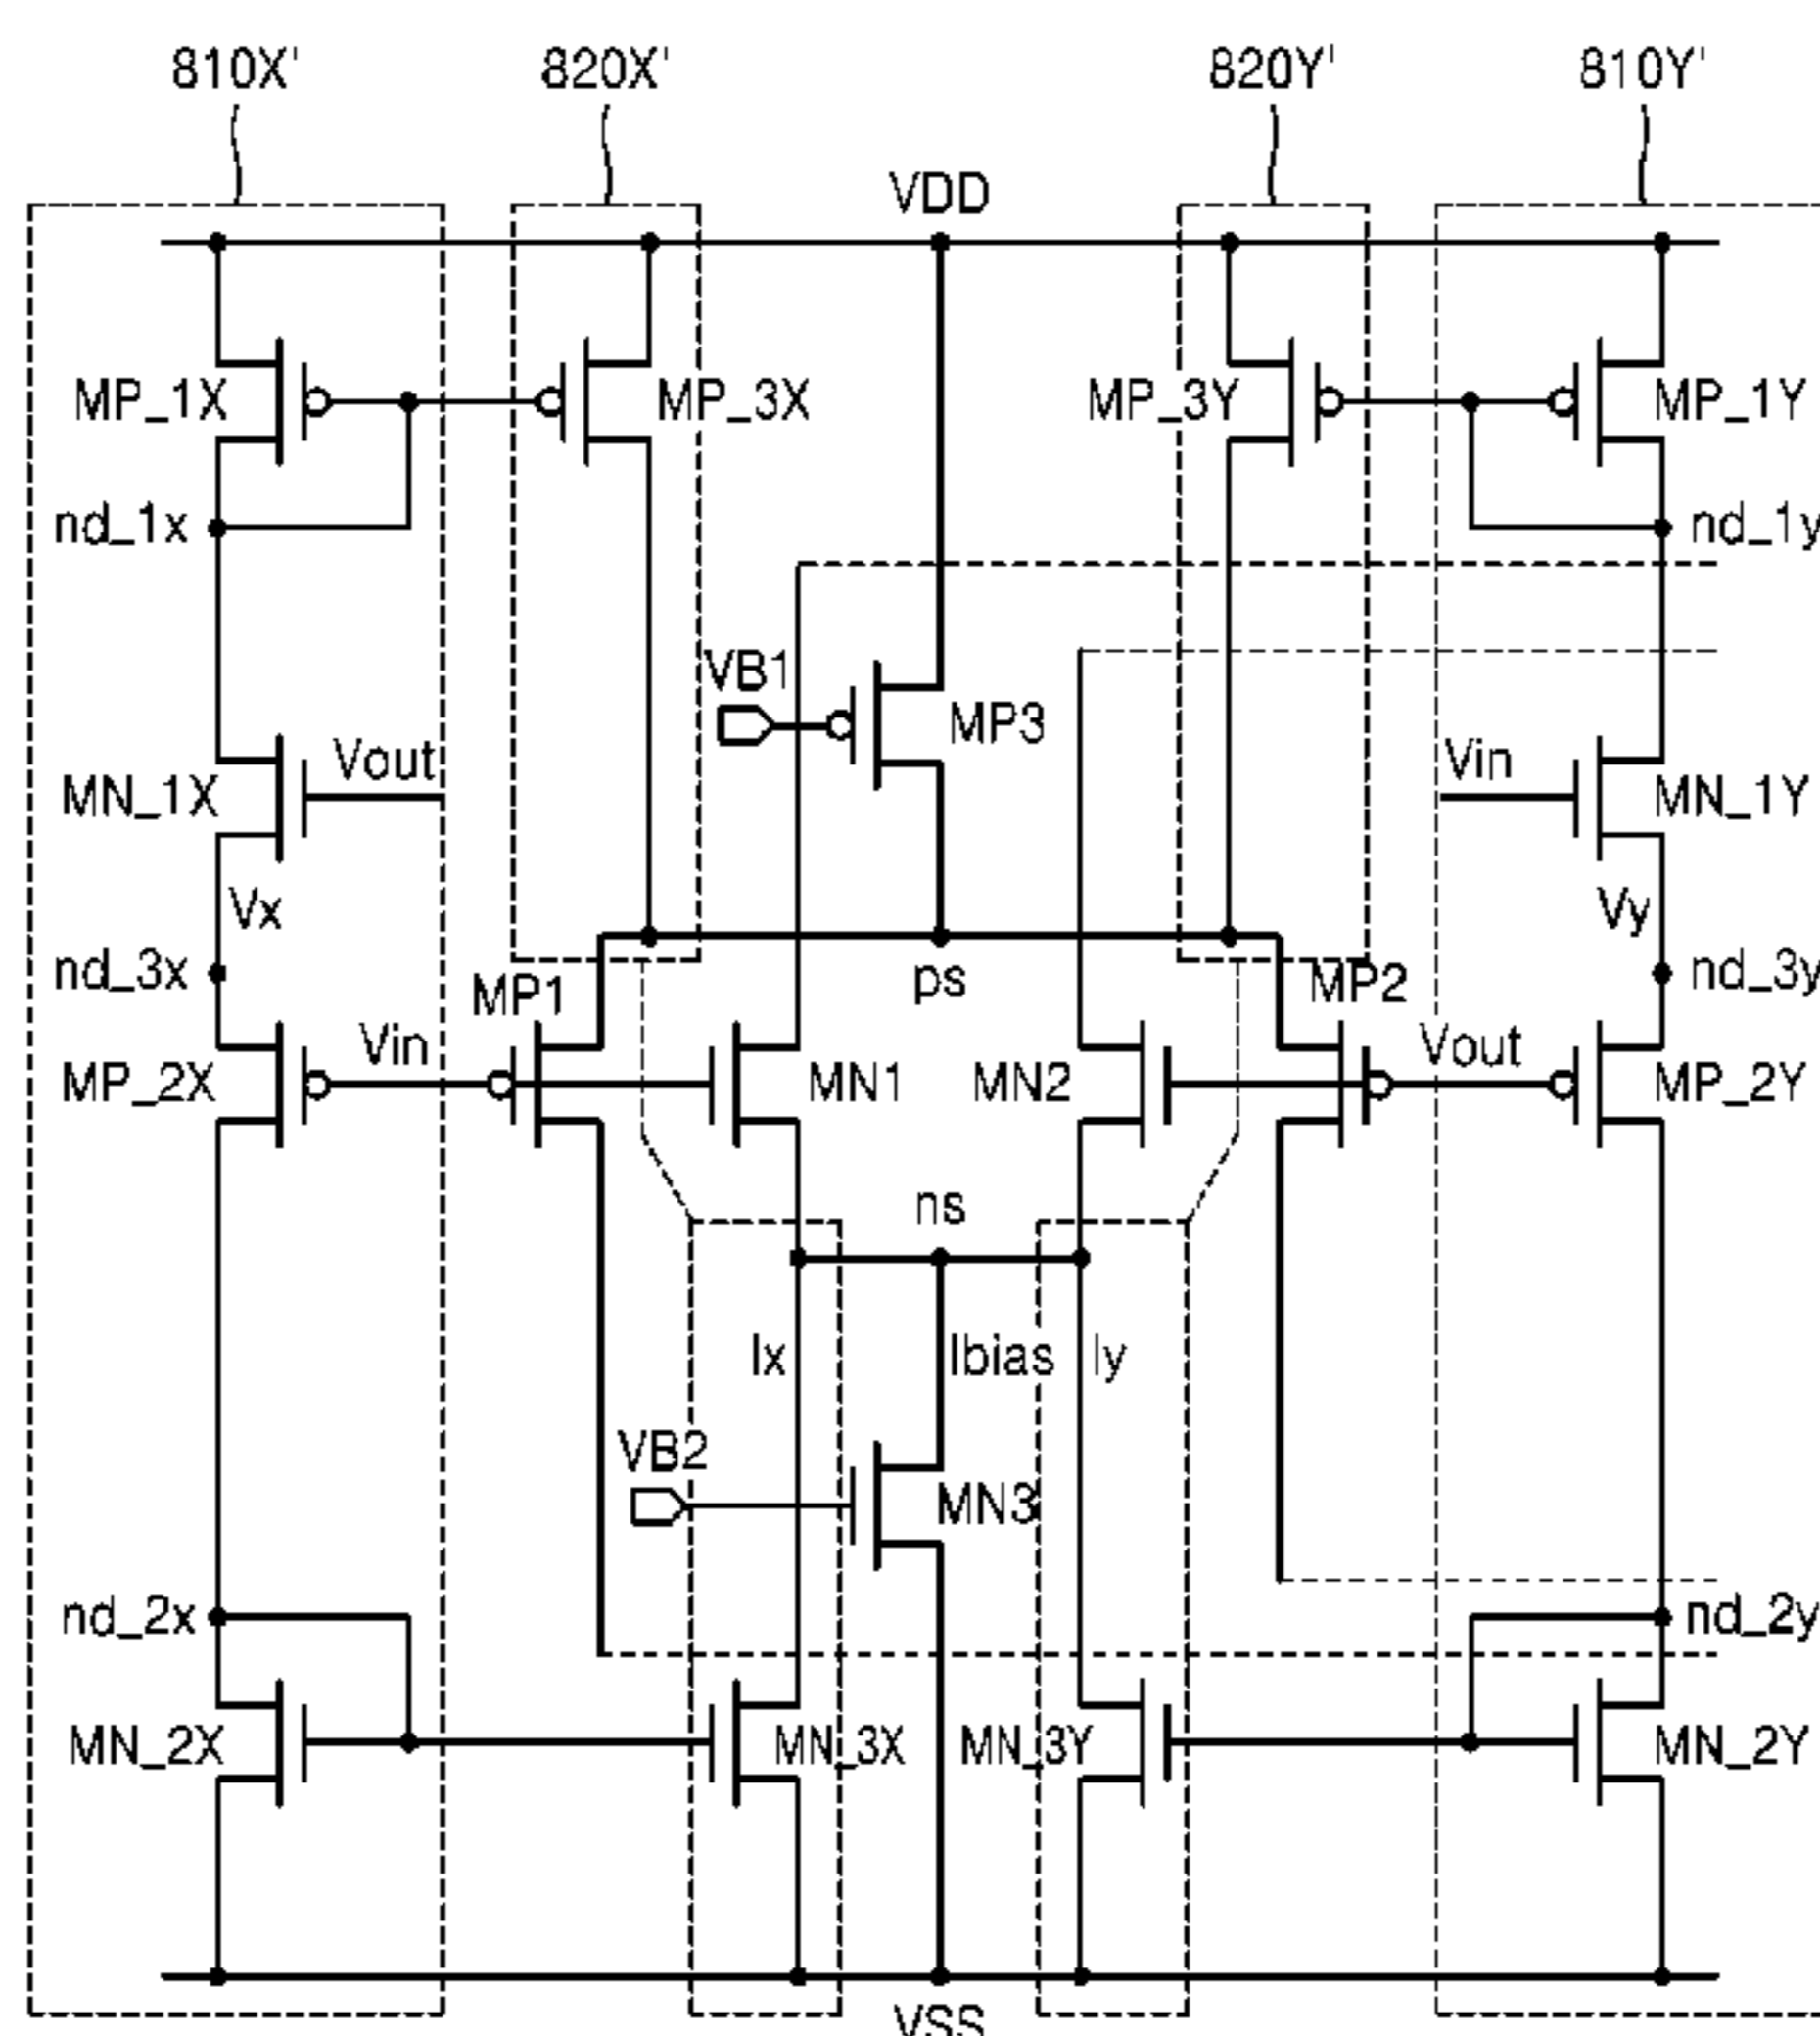 810X' 820X' 820Y' 810Y'
VDD
MP_1X MP_3X MP_3Y MP_1Y
nd_1x nd_1y
VB1
MP3
Vout Vin
MN_1X MN_1Y
Vx Vy
nd_3x MP1 ps MP2 nd_3y
Vin Vout
MP_2X MN1 MN2 MP_2Y
ns
Ix Ibias Iy
VB2
MN3
nd_2x nd_2y
MN_2X MN_3X MN_3Y MN_2Y
VSS